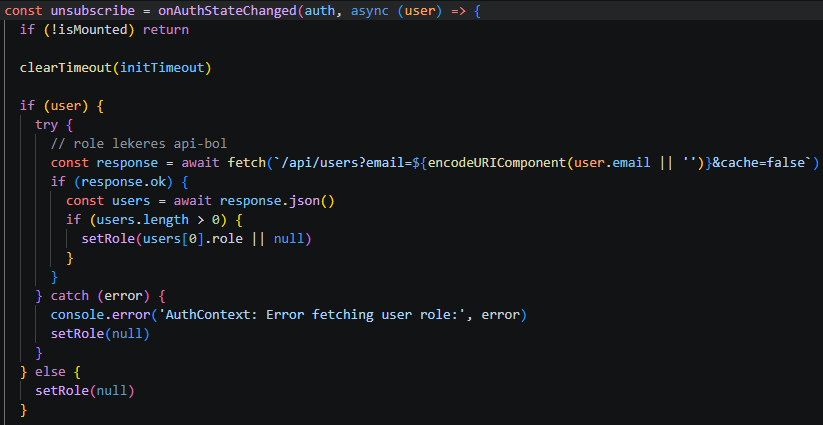 const unsubscribe = onAuthStateChanged(auth, async (user) => {
if (!isMounted) return
clearTimeout(initTimeout)
if (user) {
try {
// role lekeres api-bol
const response = await fetch(`/api/users?email=${encodeURIComponent(user.email || '')}&cache=false`)
if (response.ok) {
const users = await response.json()
if (users.length > 0) {
setRole(users[0].role || null)
}
}
} catch (error) {
console.error('AuthContext: Error fetching user role:', error)
setRole(null)
}
} else {
setRole(null)
}